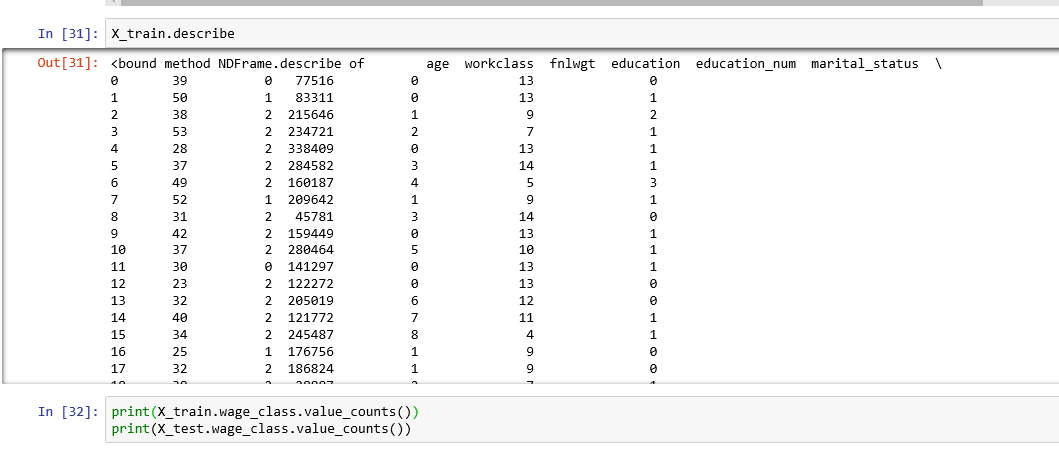 In [31]: X_train.describe
Out[31]: <bound method NDFrame.describe of age workclass fnlwgt education education_num marital_status \
0 39 0 77516 0 13 0
1 50 1 83311 0 13 1
2 38 2 215646 1 9 2
3 53 2 234721 2 7 1
4 28 2 338409 0 13 1
5 37 2 284582 3 14 1
6 49 2 160187 4 5 3
7 52 1 209642 1 9 1
8 31 2 45781 3 14 0
9 42 2 159449 0 13 1
10 37 2 280464 5 10 1
11 30 0 141297 0 13 1
12 23 2 122272 0 13 0
13 32 2 205019 6 12 0
14 40 2 121772 7 11 1
15 34 2 245487 8 4 1
16 25 1 176756 1 9 0
17 32 2 186824 1 9 0
In [32]: print(X_train.wage_class.value_counts())
print(X_test.wage_class.value_counts())